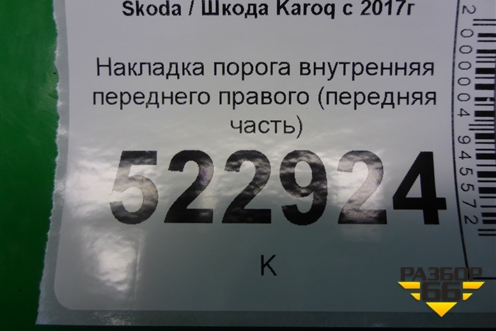 Skoda / Шкода Karoq с 2017г
Накладка порога внутренняя
переднего правого (передняя
часть)
522924
К
2000004945572
РАЗБОР
66